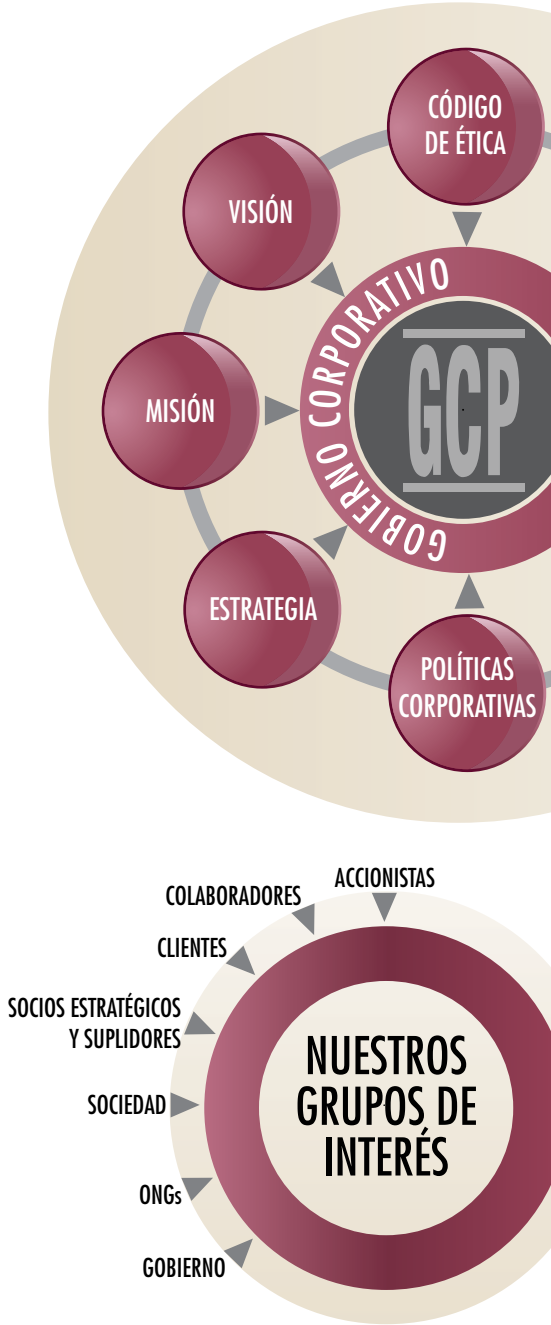 CÓDIGO
DE ÉTICA
VISIÓN
MISIÓN
ESTRATEGIA
POLÍTICAS
CORPORATIVAS
GOBIERNO CORPORATIVO
GCP
ACCIONISTAS
COLABORADORES
CLIENTES
SOCIOS ESTRATÉGICOS
Y SUPLIDORES
SOCIEDAD
ONGs
GOBIERNO
NUESTROS
GRUPOS DE
INTERÉS